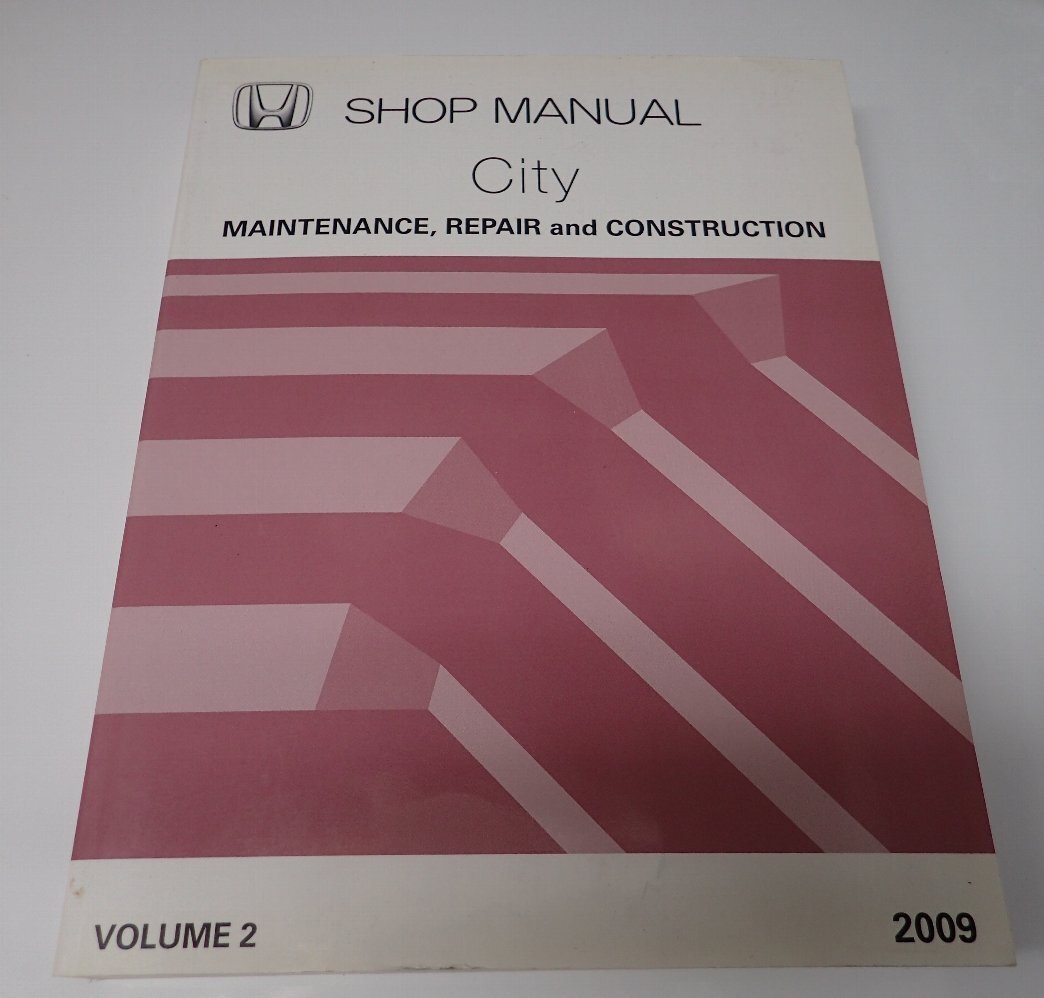 SHOP MANUAL
City
MAINTENANCE, REPAIR and CONSTRUCTION
VOLUME 2
2009